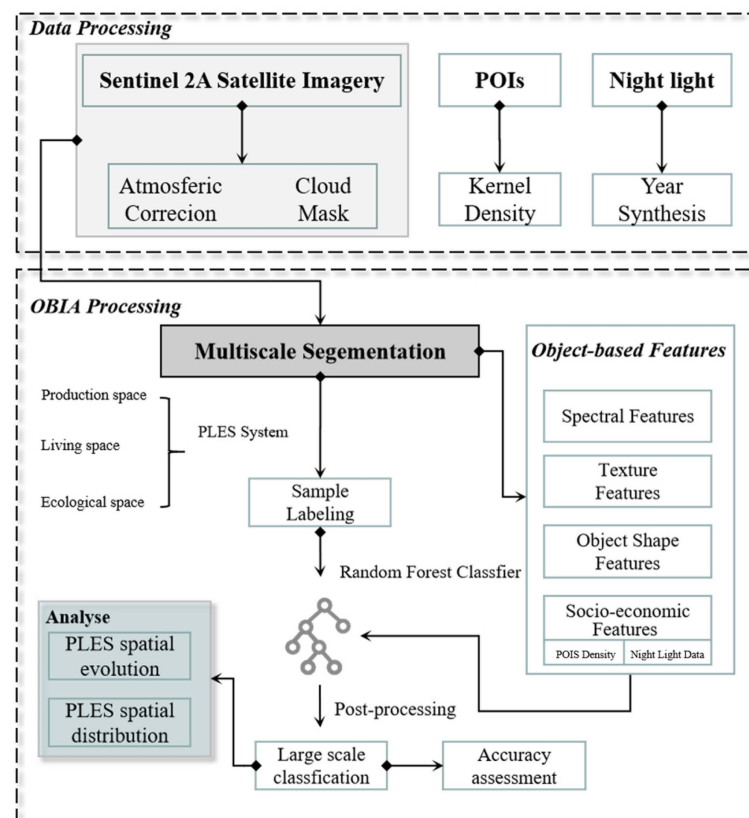 Data Processing
Sentinel 2A Satellite Imagery
POIs
Night light
Atmosferic
Correcion
Cloud
Mask
Kernel
Density
Year
Synthesis
OBIA Processing
Multiscale Segementation
Object-based Features
Production space
Living space
Ecological space
PLES System
Spectral Features
Texture
Features
Object Shape
Features
Socio-economic
Features
POIS Density
Night Light Data
Sample
Labeling
Random Forest Classfier
Analyse
PLES spatial
evolution
PLES spatial
distribution
Post-processing
Large scale
classfication
Accuracy
assessment